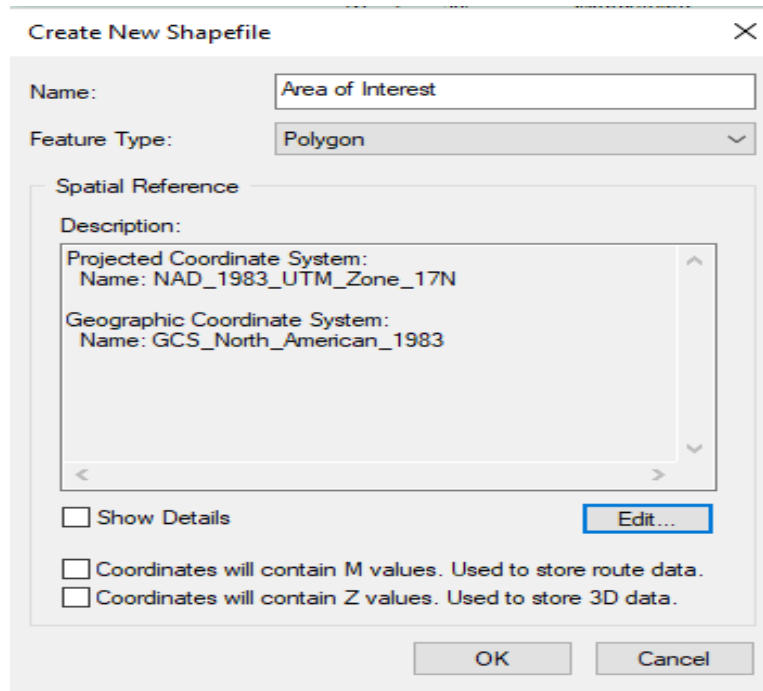 Create New Shapefile
Name:
Area of Interest
Feature Type:
Polygon
Spatial Reference
Description:
Projected Coordinate System:
Name: NAD_1983_UTM_Zone_17N
Geographic Coordinate System:
Name: GCS_North_American_1983
Show Details
Edit...
Coordinates will contain M values. Used to store route data.
Coordinates will contain Z values. Used to store 3D data.
OK
Cancel